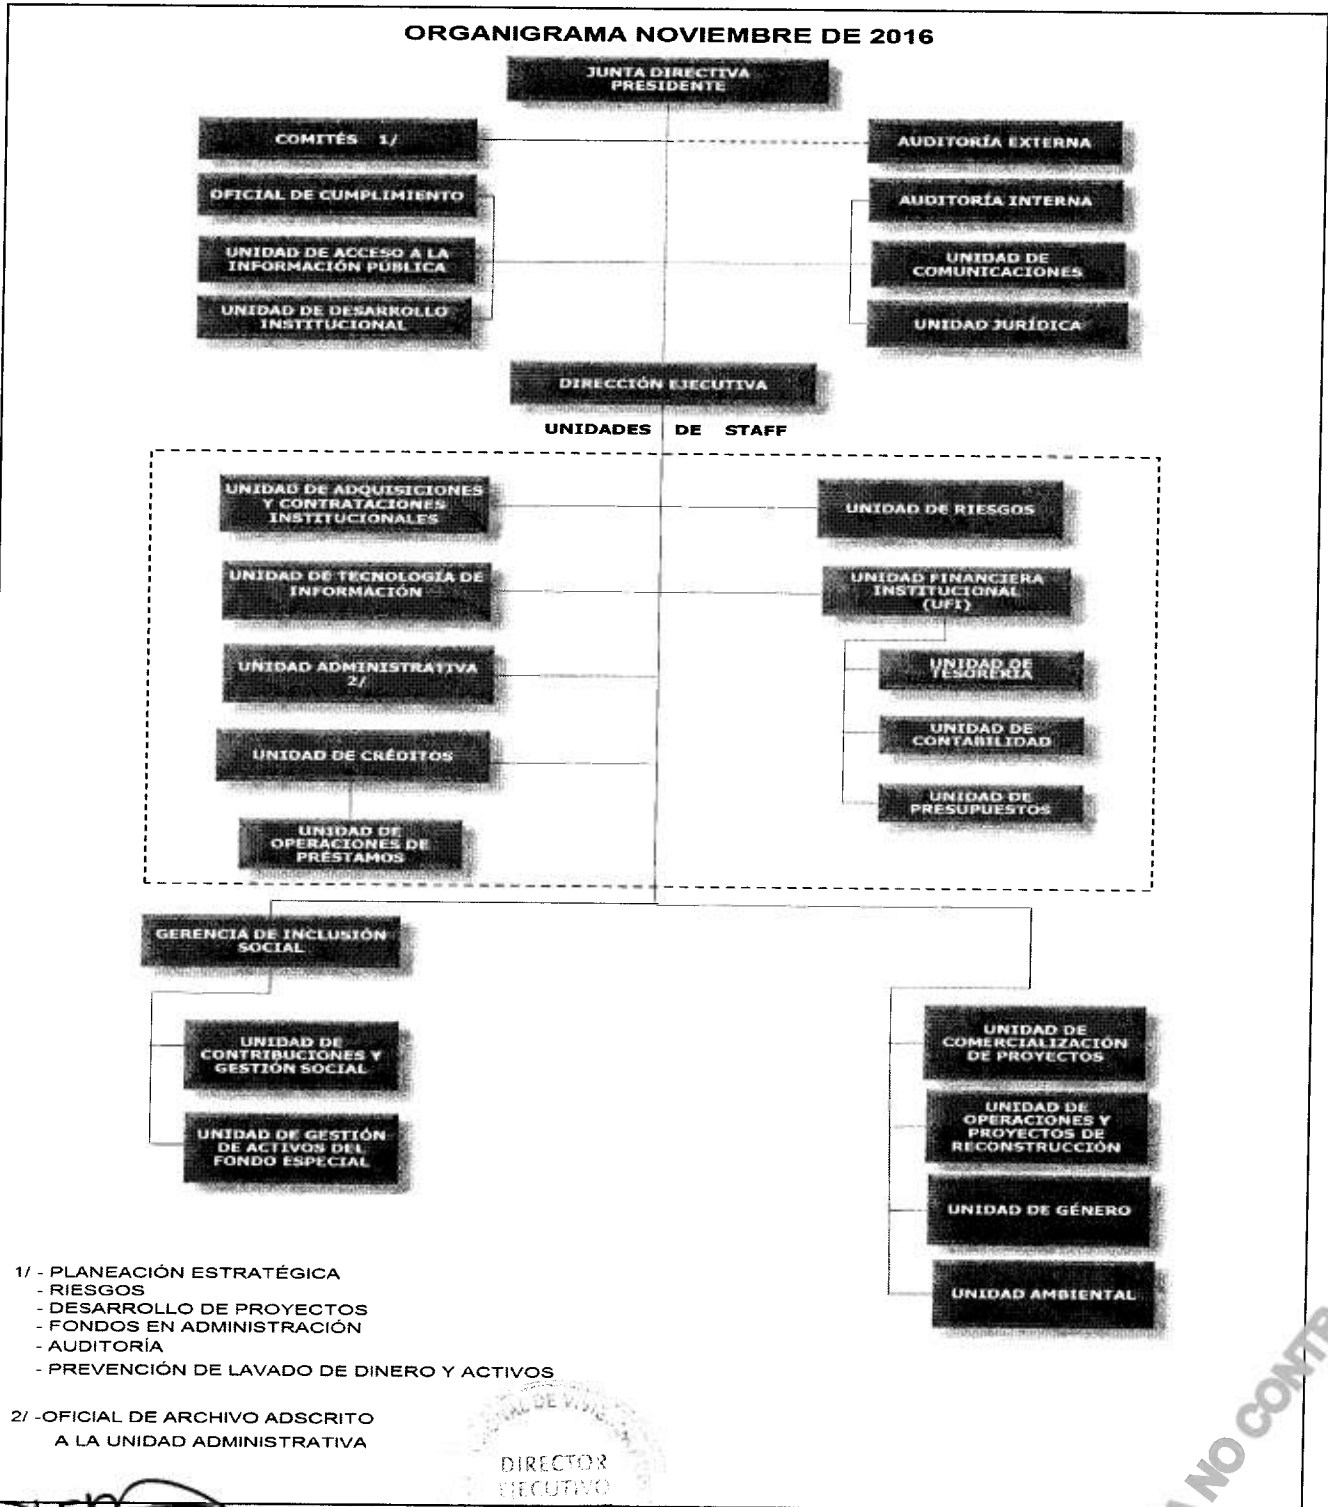 ORGANIGRAMA NOVIEMBRE DE 2016
JUNTA DIRECTIVA
PRESIDENTE
COMITÉS 1/
AUDITORÍA EXTERNA
OFICIAL DE CUMPLIMIENTO
AUDITORÍA INTERNA
UNIDAD DE ACCESO A LA
INFORMACIÓN PÚBLICA
UNIDAD DE
COMUNICACIONES
UNIDAD DE DESARROLLO
INSTITUCIONAL
UNIDAD JURÍDICA
DIRECCIÓN EJECUTIVA
UNIDADES DE STAFF
UNIDAD DE ADQUISICIONES
Y CONTRATACIONES
INSTITUCIONALES
UNIDAD DE RIESGOS
UNIDAD DE TECNOLOGÍA DE
INFORMACIÓN
UNIDAD FINANCIERA
INSTITUCIONAL
(UFI)
UNIDAD ADMINISTRATIVA
2/
UNIDAD DE
TESORERÍA
UNIDAD DE CRÉDITOS
UNIDAD DE
CONTABILIDAD
UNIDAD DE
OPERACIONES DE
PRÉSTAMOS
UNIDAD DE
PRESUPUESTOS
GERENCIA DE INCLUSIÓN
SOCIAL
UNIDAD DE
CONTRIBUCIONES Y
GESTIÓN SOCIAL
UNIDAD DE GESTIÓN
DE ACTIVOS DEL
FONDO ESPECIAL
UNIDAD DE
COMERCIALIZACIÓN
DE PROYECTOS
UNIDAD DE
OPERACIONES Y
PROYECTOS DE
RECONSTRUCCIÓN
UNIDAD DE GÉNERO
UNIDAD AMBIENTAL
1/ - PLANEACIÓN ESTRATÉGICA
- RIESGOS
- DESARROLLO DE PROYECTOS
- FONDOS EN ADMINISTRACIÓN
- AUDITORÍA
- PREVENCIÓN DE LAVADO DE DINERO Y ACTIVOS
2/ -OFICIAL DE ARCHIVO ADSCRITO
A LA UNIDAD ADMINISTRATIVA
DIRECTOR
EJECUTIVO
NO